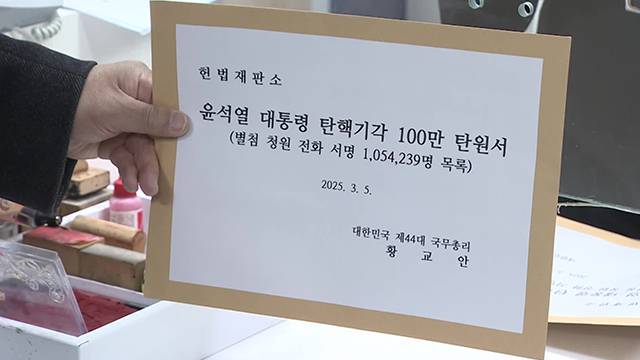 헌법재판소
윤석열 대통령 탄핵기각 100만 탄원서
(별첨 청원 전화 서명 1,054,239명 목록)
2025. 3. 5.
대한민국 제44대 국무총리
황 교 안